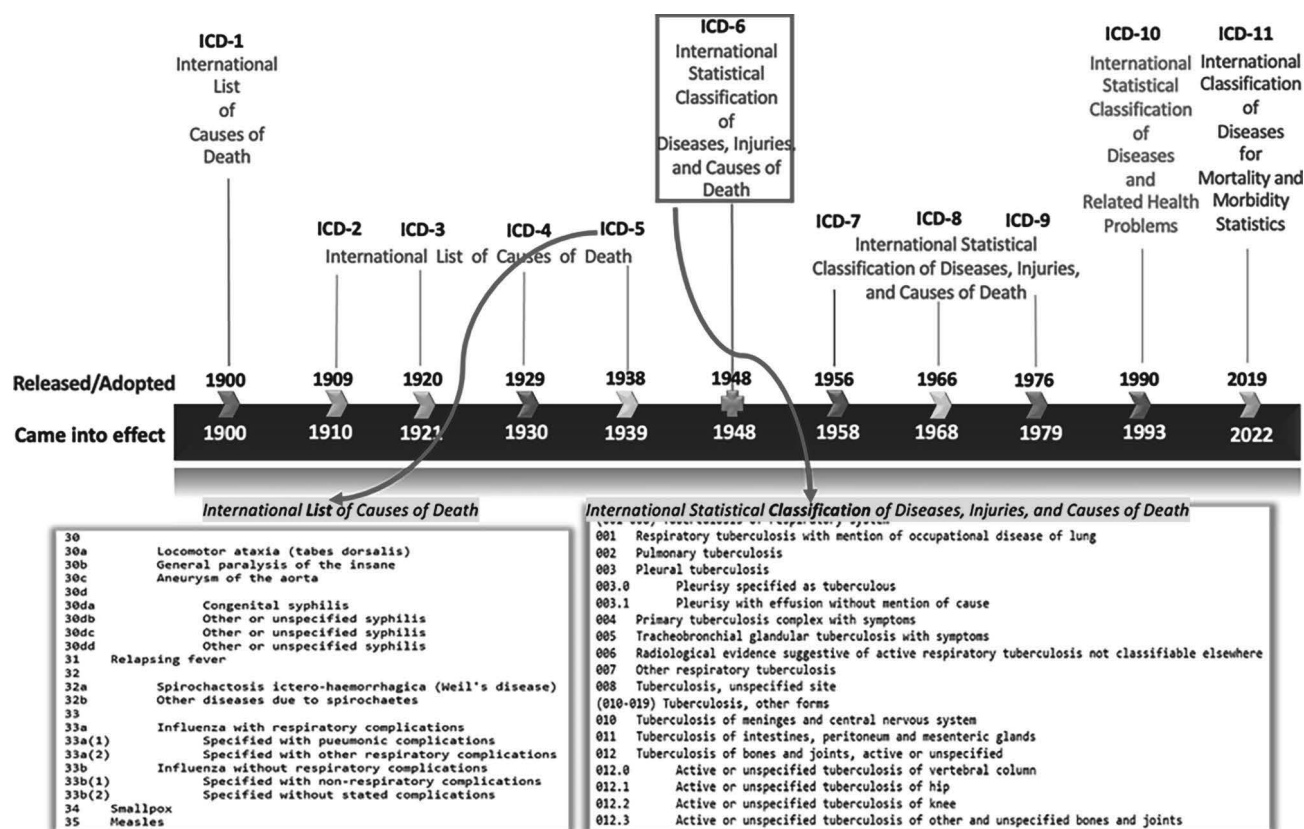 ICD-1
International
List
of
Causes of
Death
ICD-2 ICD-3 ICD-4 ICD-5
International List of Causes of Death
ICD-6
International
Statistical
Classification
of
Diseases, Injuries,
and Causes of
Death
ICD-7 ICD-8 ICD-9
International Statistical
Classification of Diseases, Injuries,
and Causes of Death
ICD-10
International
Statistical
Classification
of
Diseases
and
Related Health
Problems
ICD-11
International
Classification
of
Diseases
for
Mortality and
Morbidity
Statistics
Released/Adopted 1900 1909 1920 1929 1938 1948 1956 1966 1976 1990 2019
Came into effect 1900 1910 1921 1930 1939 1948 1958 1968 1979 1993 2022
International List of Causes of Death
30
30a Locomotor ataxia (tabes dorsalis)
30b General paralysis of the insane
30c Aneurysm of the aorta
30d
30da Congenital syphilis
30db Other or unspecified syphilis
30dc Other or unspecified syphilis
30dd Other or unspecified syphilis
31 Relapsing fever
32
32a Spirochactosis ictero-haemorrhagica (Weil's disease)
32b Other diseases due to spirochaetes
33
33a Influenza with respiratory complications
33a(1) Specified with pueumonic complications
33a(2) Specified with other respiratory complications
33b Influenza without respiratory complications
33b(1) Specified with non-respiratory complications
33b(2) Specified without stated complications
34 Smallpox
35 Measles
International Statistical Classification of Diseases, Injuries, and Causes of Death
001 Respiratory tuberculosis with mention of occupational disease of lung
002 Pulmonary tuberculosis
003 Pleural tuberculosis
003.0 Pleurisy specified as tuberculous
003.1 Pleurisy with effusion without mention of cause
004 Primary tuberculosis complex with symptoms
005 Tracheobronchial glandular tuberculosis with symptoms
006 Radiological evidence suggestive of active respiratory tuberculosis not classifiable elsewhere
007 Other respiratory tuberculosis
008 Tuberculosis, unspecified site
(010-019) Tuberculosis, other forms
010 Tuberculosis of meninges and central nervous system
011 Tuberculosis of intestines, peritoneum and mesenteric glands
012 Tuberculosis of bones and joints, active or unspecified
012.0 Active or unspecified tuberculosis of vertebral column
012.1 Active or unspecified tuberculosis of hip
012.2 Active or unspecified tuberculosis of knee
012.3 Active or unspecified tuberculosis of other and unspecified bones and joints